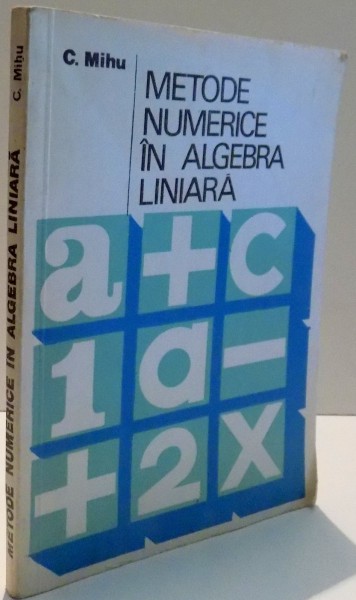 C. Mihu
METODE
NUMERICE
ÎN ALGEBRA
LINIARĂ
a+c
1a−
+2x
METODE NUMERICE ÎN ALGEBRA LINIARĂ C. Mihu